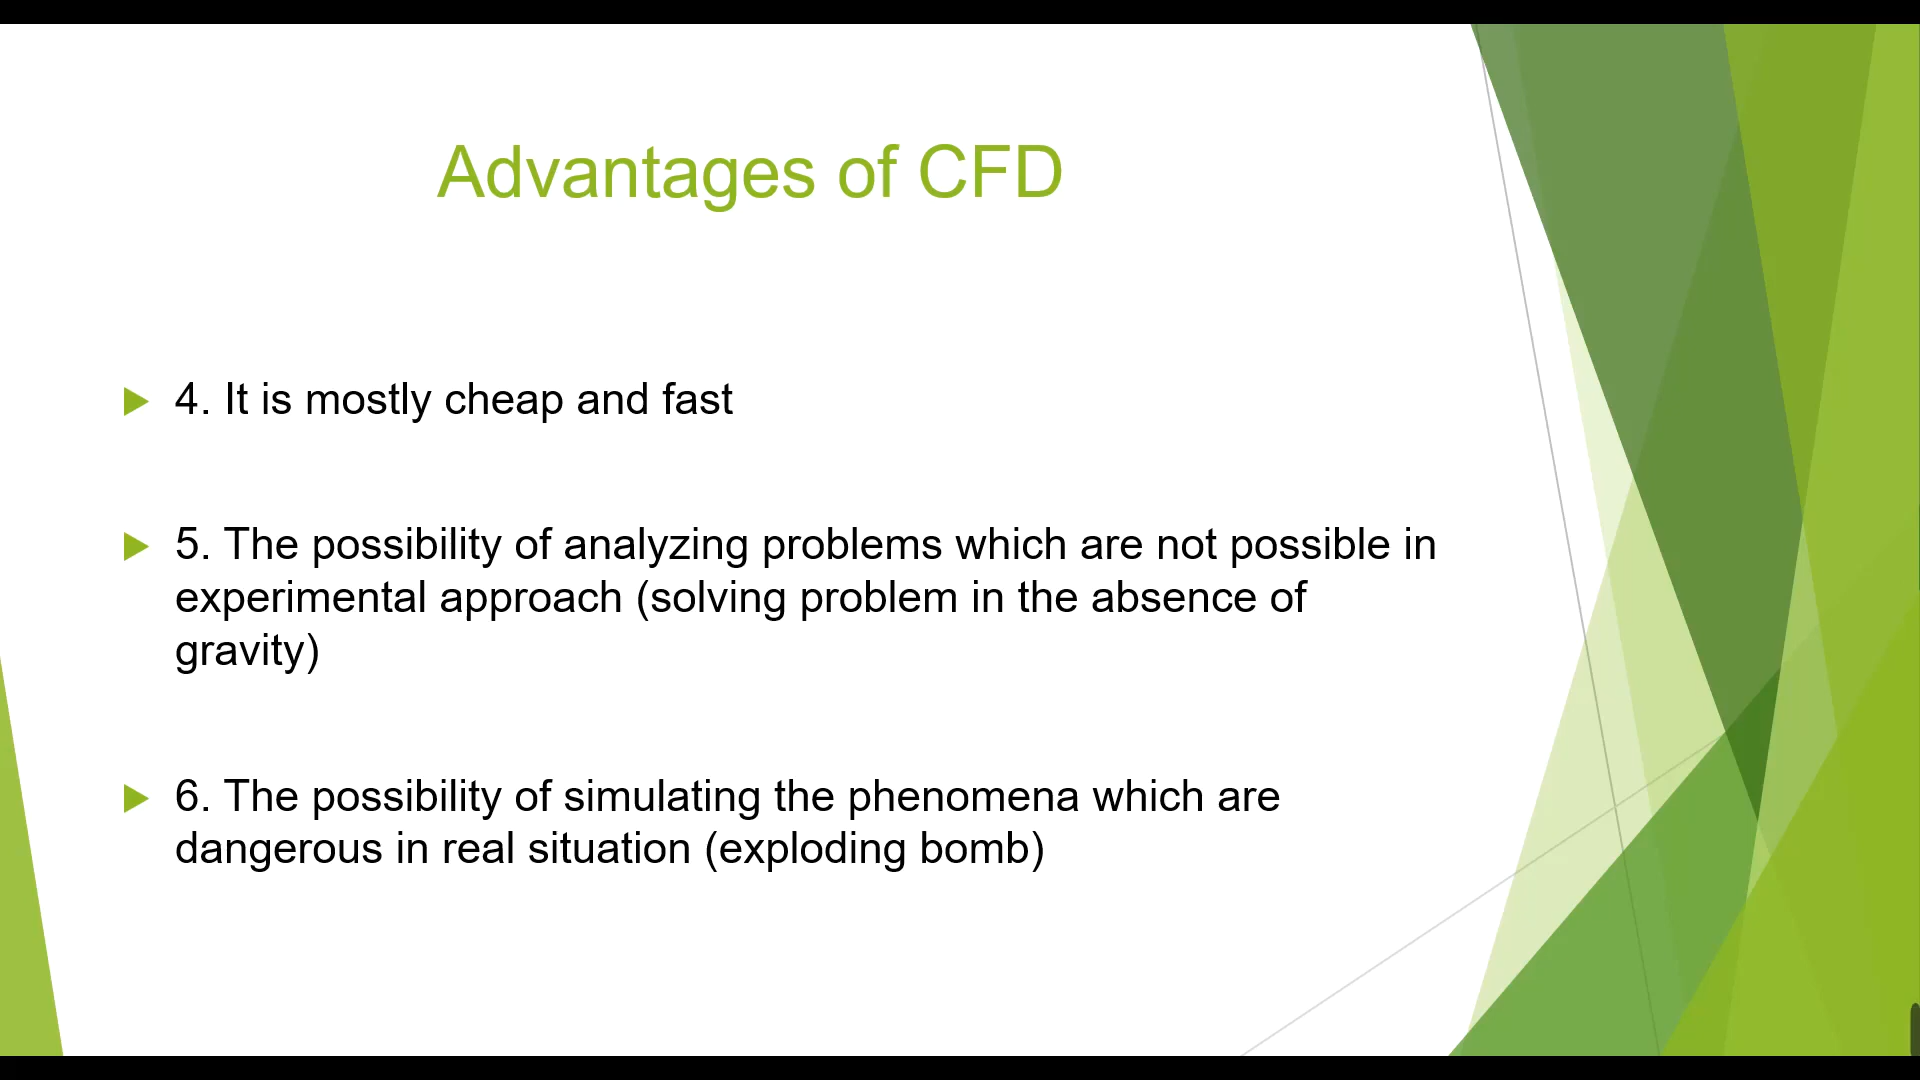 Advantages of CFD
4. It is mostly cheap and fast
5. The possibility of analyzing problems which are not possible in
experimental approach (solving problem in the absence of
gravity)
6. The possibility of simulating the phenomena which are
dangerous in real situation (exploding bomb)